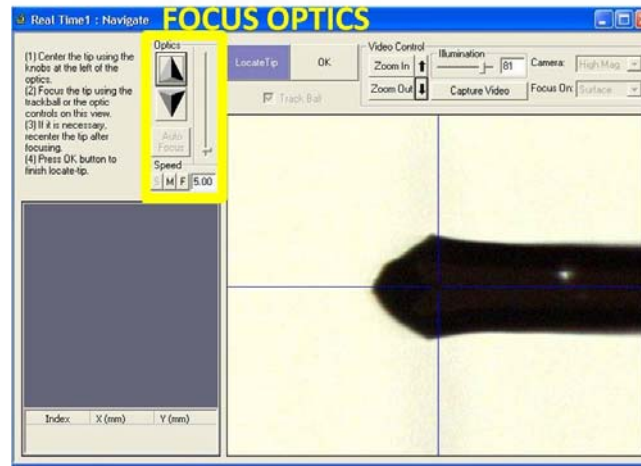 Real Time1 : Navigate
FOCUS OPTICS
(1) Center the tip using the
knobs at the left of the
optics.
(2) Focus the tip using the
trackball or the optic
controls on this view.
(3) If it is necessary,
recenter the tip after
focusing.
(4) Press OK button to
finish locate-tip.
Optics
Auto
Focus
Speed
S M F 5.00
LocateTip
OK
Track Ball
Video Control
Zoom In
Zoom Out
Illumination
81
Capture Video
Camera: High Mag
Focus On: Surface
Index X (mm) Y (mm)